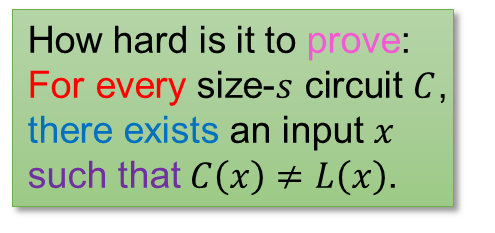 How hard is it to prove:
For every size-𝑠 circuit 𝐶,
there exists an input 𝑥
such that 𝐶(𝑥) ≠ 𝐿(𝑥).